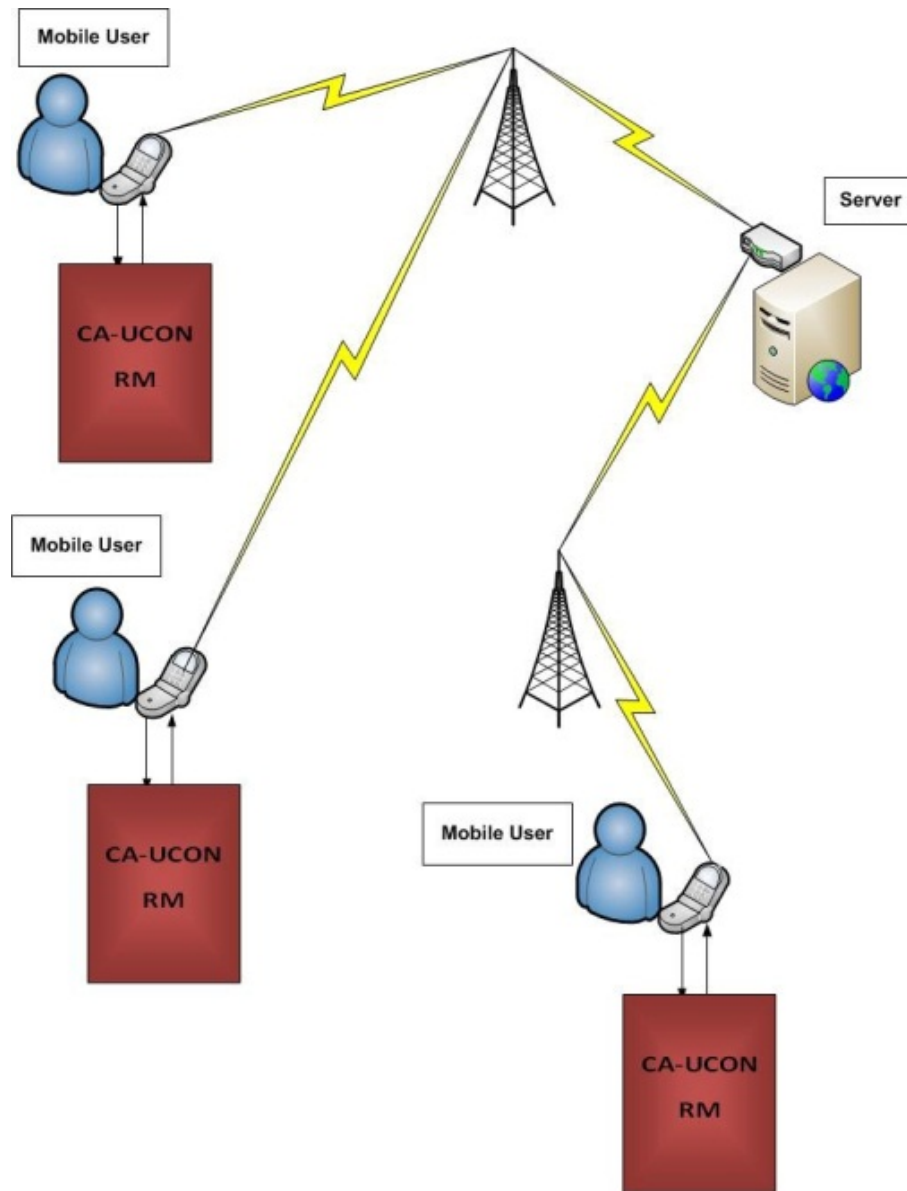 Mobile User
Server
CA-UCON
RM
Mobile User
CA-UCON
RM
Mobile User
CA-UCON
RM